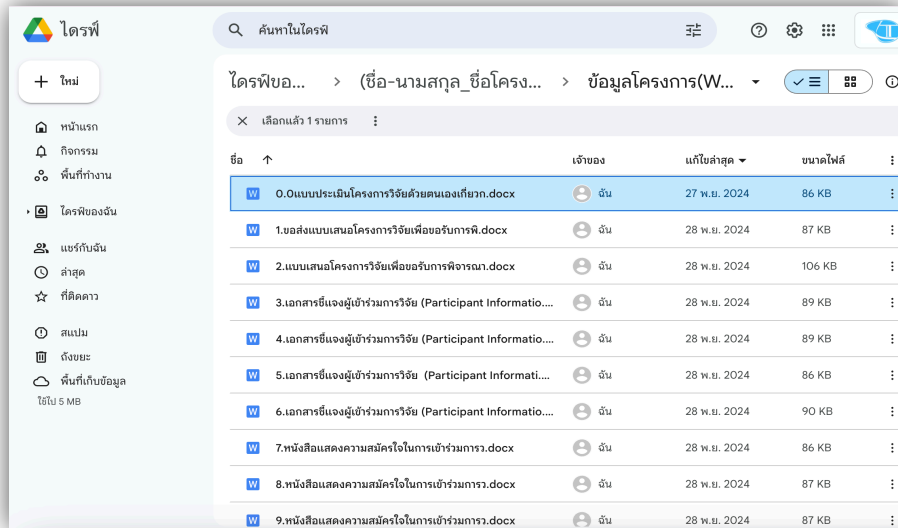 ไดรฟ์
ค้นหาในไดรฟ์
ใหม่
ไดรฟ์ขอ... > (ชื่อ-นามสกุล_ชื่อโครง... > ข้อมูลโครงการ(W...
เลือกแล้ว 1 รายการ
หน้าแรก
กิจกรรม
พื้นที่ทำงาน
ไดรฟ์ของฉัน
แชร์กับฉัน
ล่าสุด
ที่ติดดาว
สแปม
ถังขยะ
พื้นที่เก็บข้อมูล
ใช้ไป 5 MB
ชื่อ เจ้าของ แก้ไขล่าสุด ขนาดไฟล์
W 0.0แบบประเมินโครงการวิจัยด้วยตนเองเกี่ยวก.docx ฉัน 27 พ.ย. 2024 86 KB
W 1.ขอส่งแบบเสนอโครงการวิจัยเพื่อขอรับการพิ.docx ฉัน 28 พ.ย. 2024 87 KB
W 2.แบบเสนอโครงการวิจัยเพื่อขอรับการพิจารณา.docx ฉัน 28 พ.ย. 2024 106 KB
W 3.เอกสารชี้แจงผู้เข้าร่วมการวิจัย (Participant Informatio.... ฉัน 28 พ.ย. 2024 89 KB
W 4.เอกสารชี้แจงผู้เข้าร่วมการวิจัย (Participant Informatio.... ฉัน 28 พ.ย. 2024 89 KB
W 5.เอกสารชี้แจงผู้เข้าร่วมการวิจัย (Participant Informati.... ฉัน 28 พ.ย. 2024 86 KB
W 6.เอกสารชี้แจงผู้เข้าร่วมการวิจัย (Participant Informatio.... ฉัน 28 พ.ย. 2024 90 KB
W 7.หนังสือแสดงความสมัครใจในการเข้าร่วมการว.docx ฉัน 28 พ.ย. 2024 86 KB
W 8.หนังสือแสดงความสมัครใจในการเข้าร่วมการว.docx ฉัน 28 พ.ย. 2024 87 KB
W 9.หนังสือแสดงความสมัครใจในการเข้าร่วมการว.docx ฉัน 28 พ.ย. 2024 87 KB